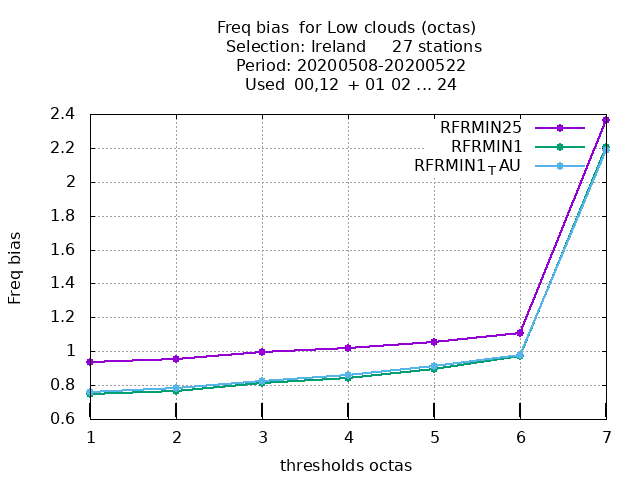 Freq bias  for Low clouds (octas)
Selection: Ireland     27 stations
Period: 20200508-20200522
Used  00,12  + 01 02 ... 24
RFRMIN25
RFRMIN1
RFRMIN1TAU
Freq bias
2.4
2.2
2
1.8
1.6
1.4
1.2
1
0.8
0.6
1 2 3 4 5 6 7
thresholds octas